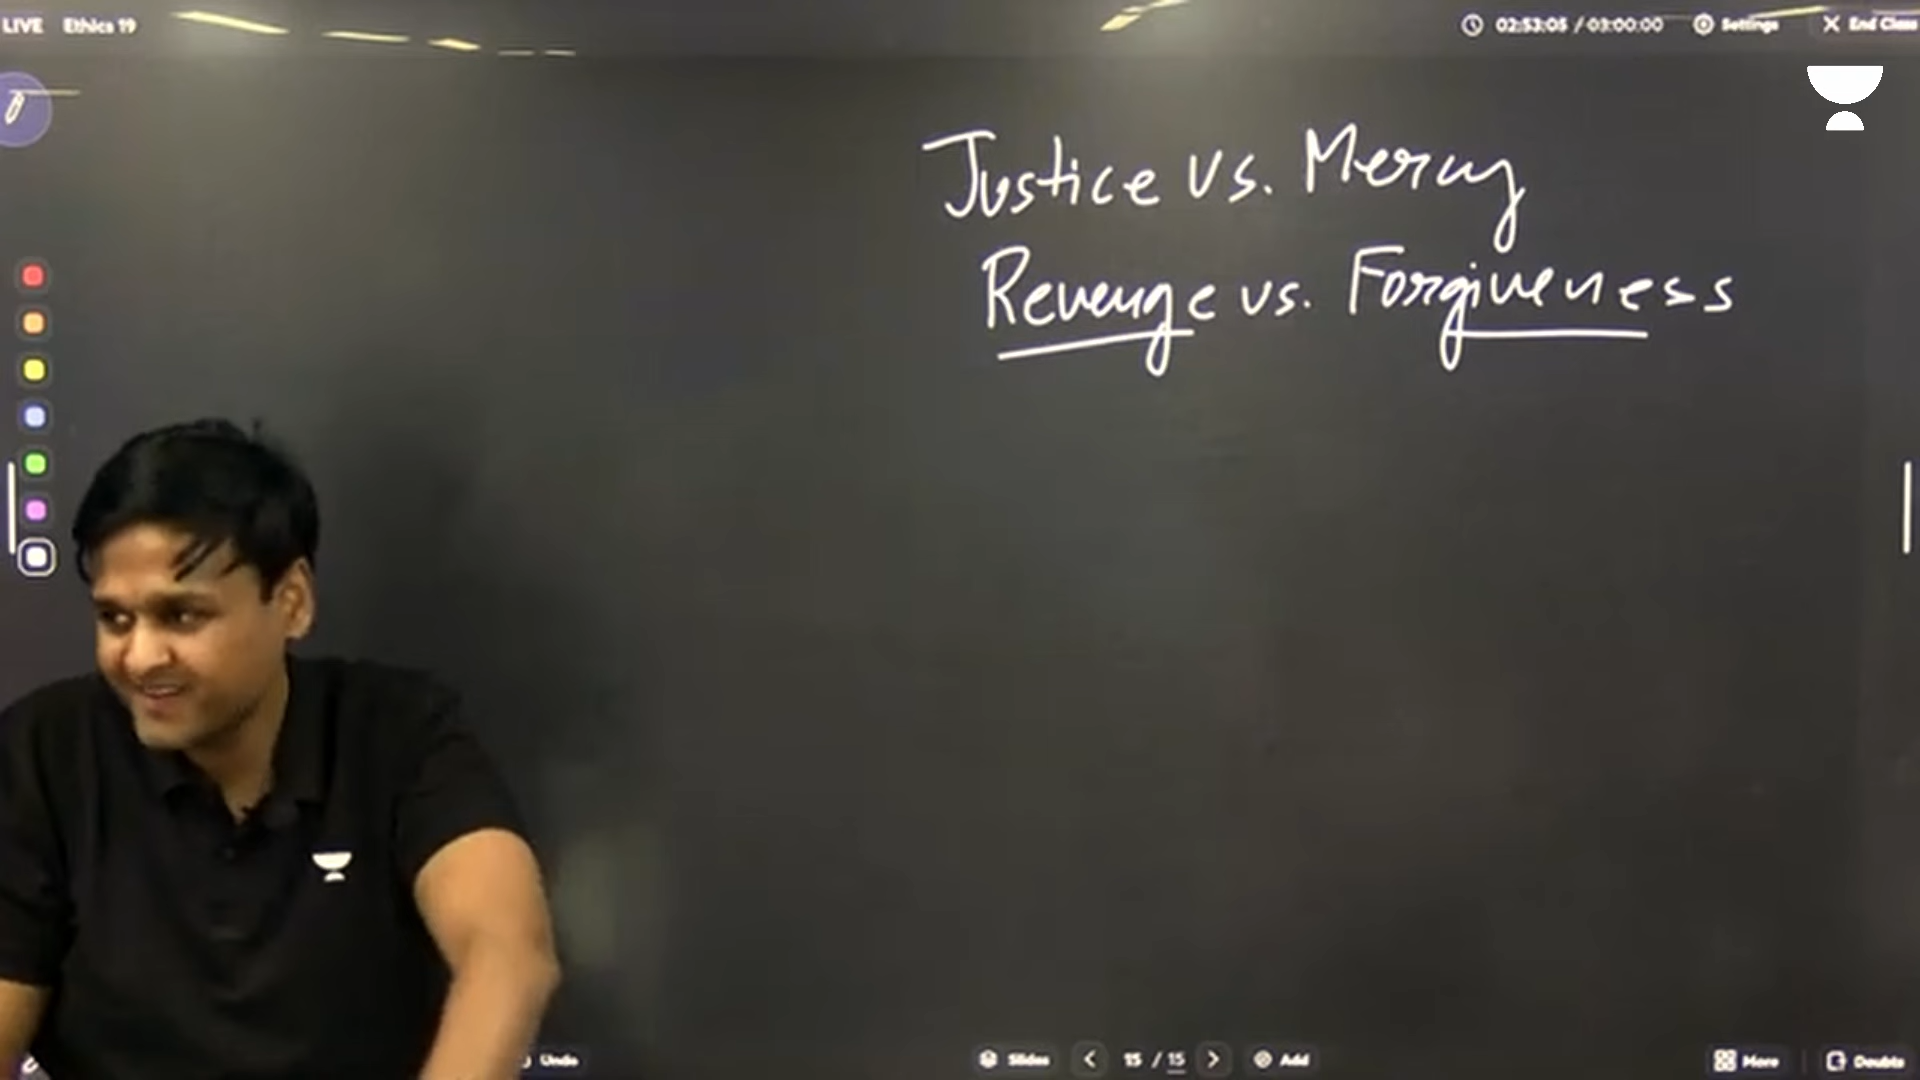 LIVE Ethics 19 02:53:05 / 03:00:00 Settings End Class
Justice vs. Mercy
Revenge vs. Forgiveness
Undo Slides 15 / 15 Add More Doubts